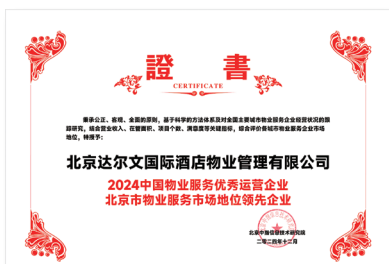 證書
CERTIFICATE
秉承公正、客观、全面的原则，基于科学的方法体系及对全国主要城市物业服务企业经营状况的跟
踪研究，结合营业收入、在管面积、项目个数、满意度等关键指标，综合评价各城市物业服务企业市场
地位，特授予：
北京达尔文国际酒店物业管理有限公司
2024中国物业服务优秀运营企业
北京市物业服务市场地位领先企业
北京中指信息技术研究院
二零二四年十二月